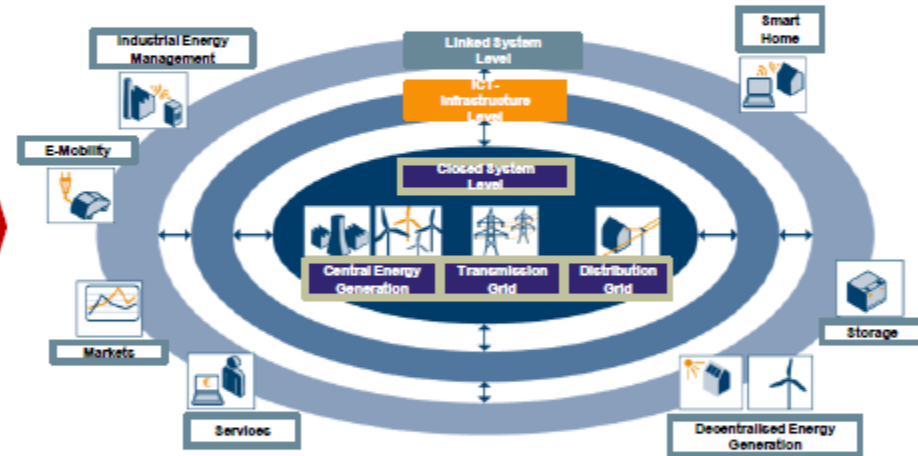 Industrial Energy
Management
Linked System
Level
Smart
Home
ICT-
Infrastructure
Level
E-Mobility
Closed System
Level
Central Energy
Generation
Transmission
Grid
Distribution
Grid
Markets
Storage
€
Services
Decentralised Energy
Generation